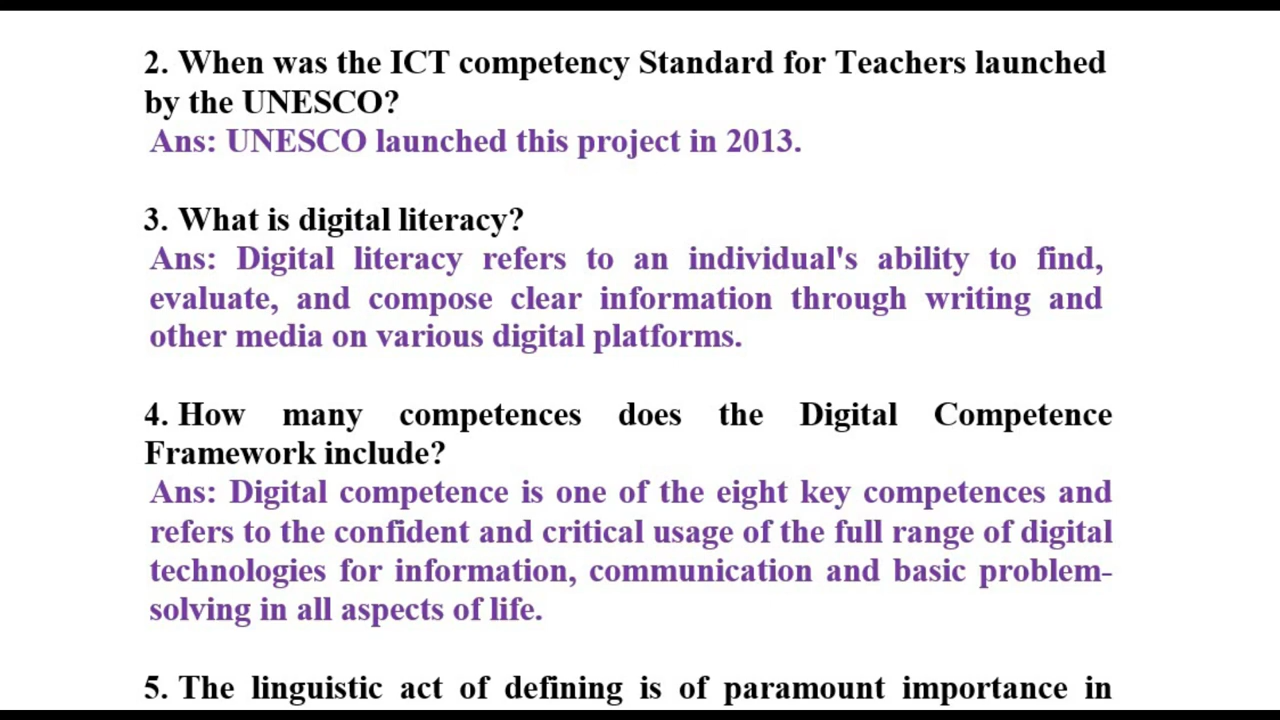 2. When was the ICT competency Standard for Teachers launched
by the UNESCO?
Ans: UNESCO launched this project in 2013.
3. What is digital literacy?
Ans: Digital literacy refers to an individual's ability to find,
evaluate, and compose clear information through writing and
other media on various digital platforms.
4. How many competences does the Digital Competence
Framework include?
Ans: Digital competence is one of the eight key competences and
refers to the confident and critical usage of the full range of digital
technologies for information, communication and basic problem-
solving in all aspects of life.
5. The linguistic act of defining is of paramount importance in